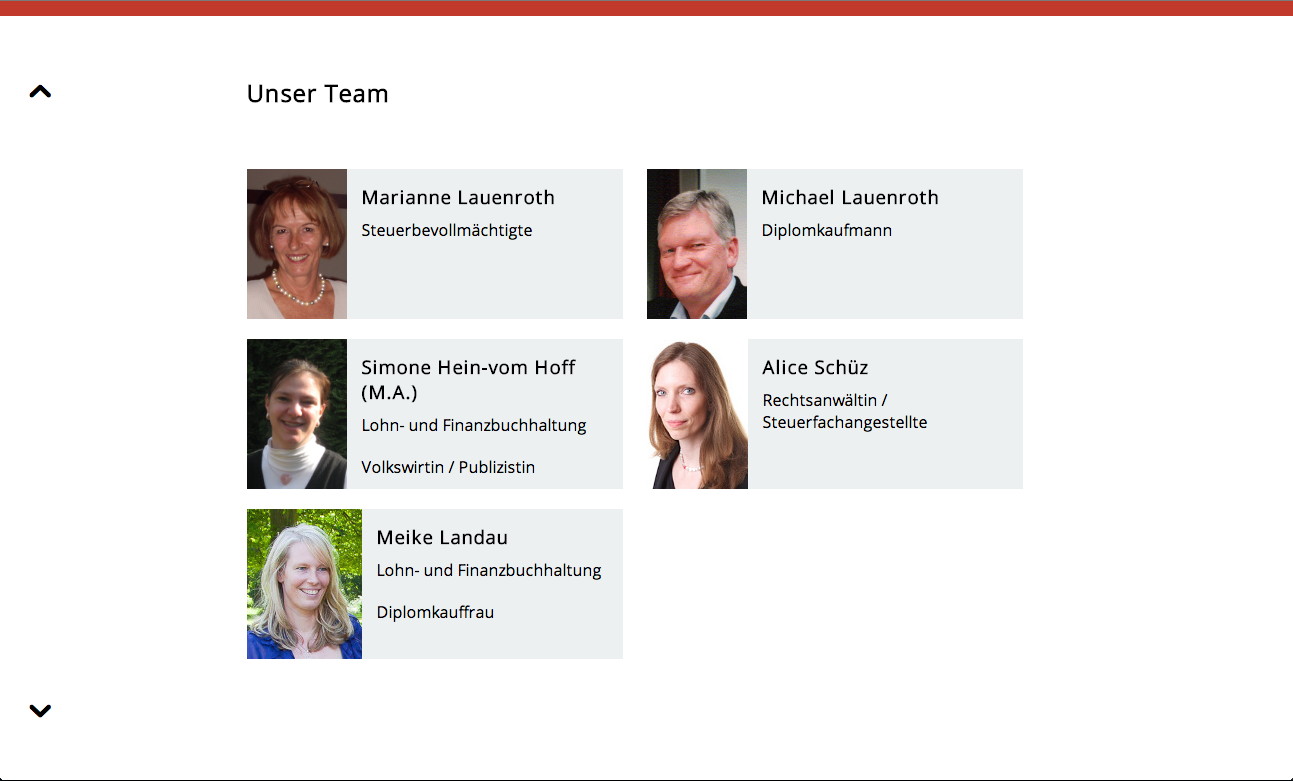 Unser Team
Marianne Lauenroth
Steuerbevollmächtigte
Michael Lauenroth
Diplomkaufmann
Simone Hein-vom Hoff
(M.A.)
Lohn- und Finanzbuchhaltung
Volkswirtin / Publizistin
Alice Schüz
Rechtsanwältin /
Steuerfachangestellte
Meike Landau
Lohn- und Finanzbuchhaltung
Diplomkauffrau